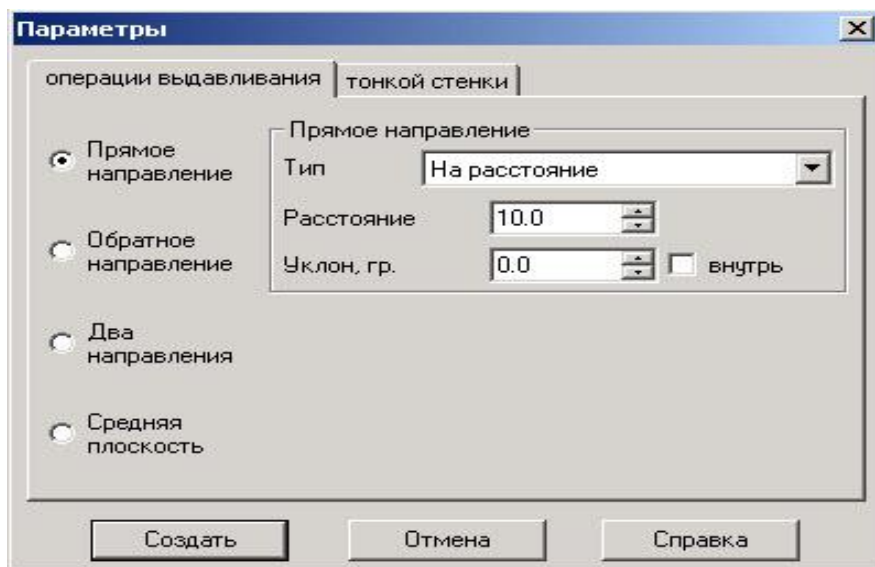 Параметры
операции выдавливания
тонкой стенки
Прямое
направление
Обратное
направление
Два
направления
Средняя
плоскость
Прямое направление
Тип
На расстояние
Расстояние
10.0
Уклон, гр.
0.0
внутрь
Создать
Отмена
Справка